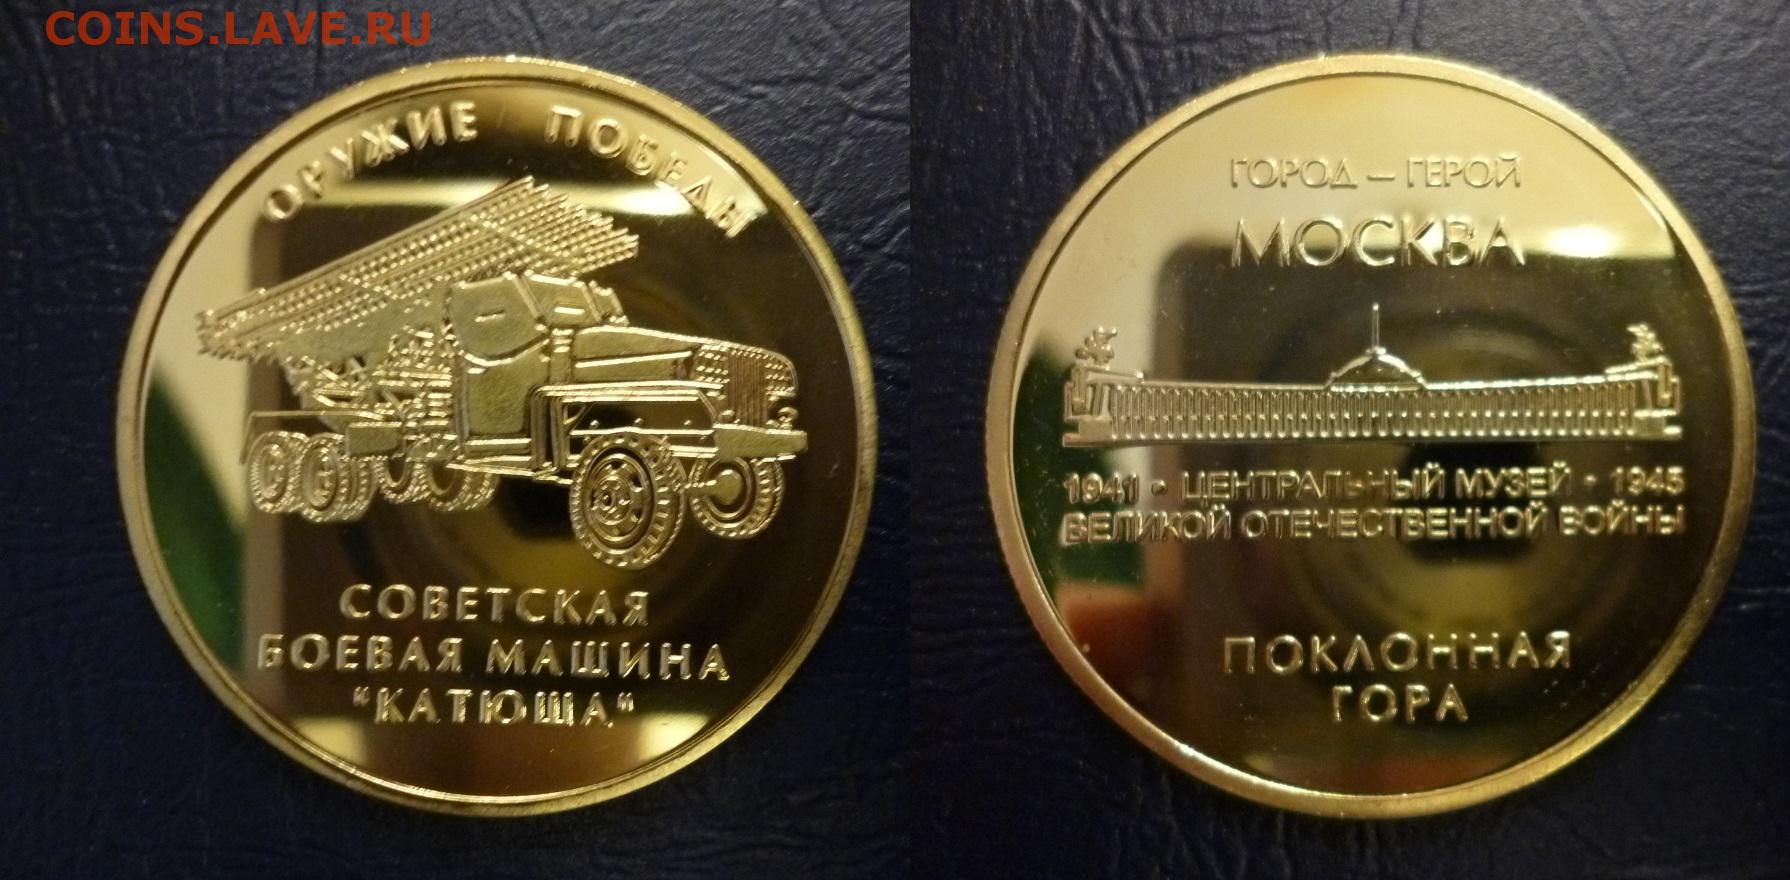 COINS.LAVE.RU
ОРУЖИЕ ПОБЕДЫ
СОВЕТСКАЯ
БОЕВАЯ МАШИНА
"КАТЮША"
ГОРОД – ГЕРОЙ
МОСКВА
1941 · ЦЕНТРАЛЬНЫЙ МУЗЕЙ · 1945
ВЕЛИКОЙ ОТЕЧЕСТВЕННОЙ ВОЙНЫ
ПОКЛОННАЯ
ГОРА